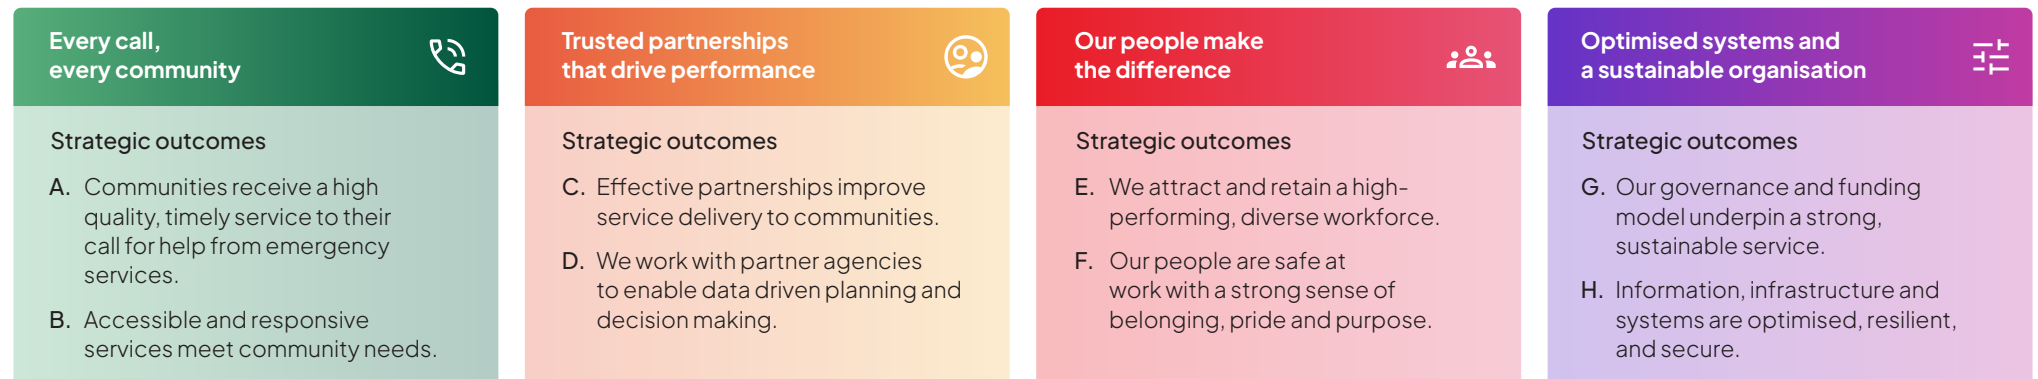 Every call,
every community
Strategic outcomes
A. Communities receive a high
quality, timely service to their
call for help from emergency
services.
B. Accessible and responsive
services meet community needs.
Trusted partnerships
that drive performance
Strategic outcomes
C. Effective partnerships improve
service delivery to communities.
D. We work with partner agencies
to enable data driven planning and
decision making.
Our people make
the difference
Strategic outcomes
E. We attract and retain a high-
performing, diverse workforce.
F. Our people are safe at
work with a strong sense of
belonging, pride and purpose.
Optimised systems and
a sustainable organisation
Strategic outcomes
G. Our governance and funding
model underpin a strong,
sustainable service.
H. Information, infrastructure and
systems are optimised, resilient,
and secure.